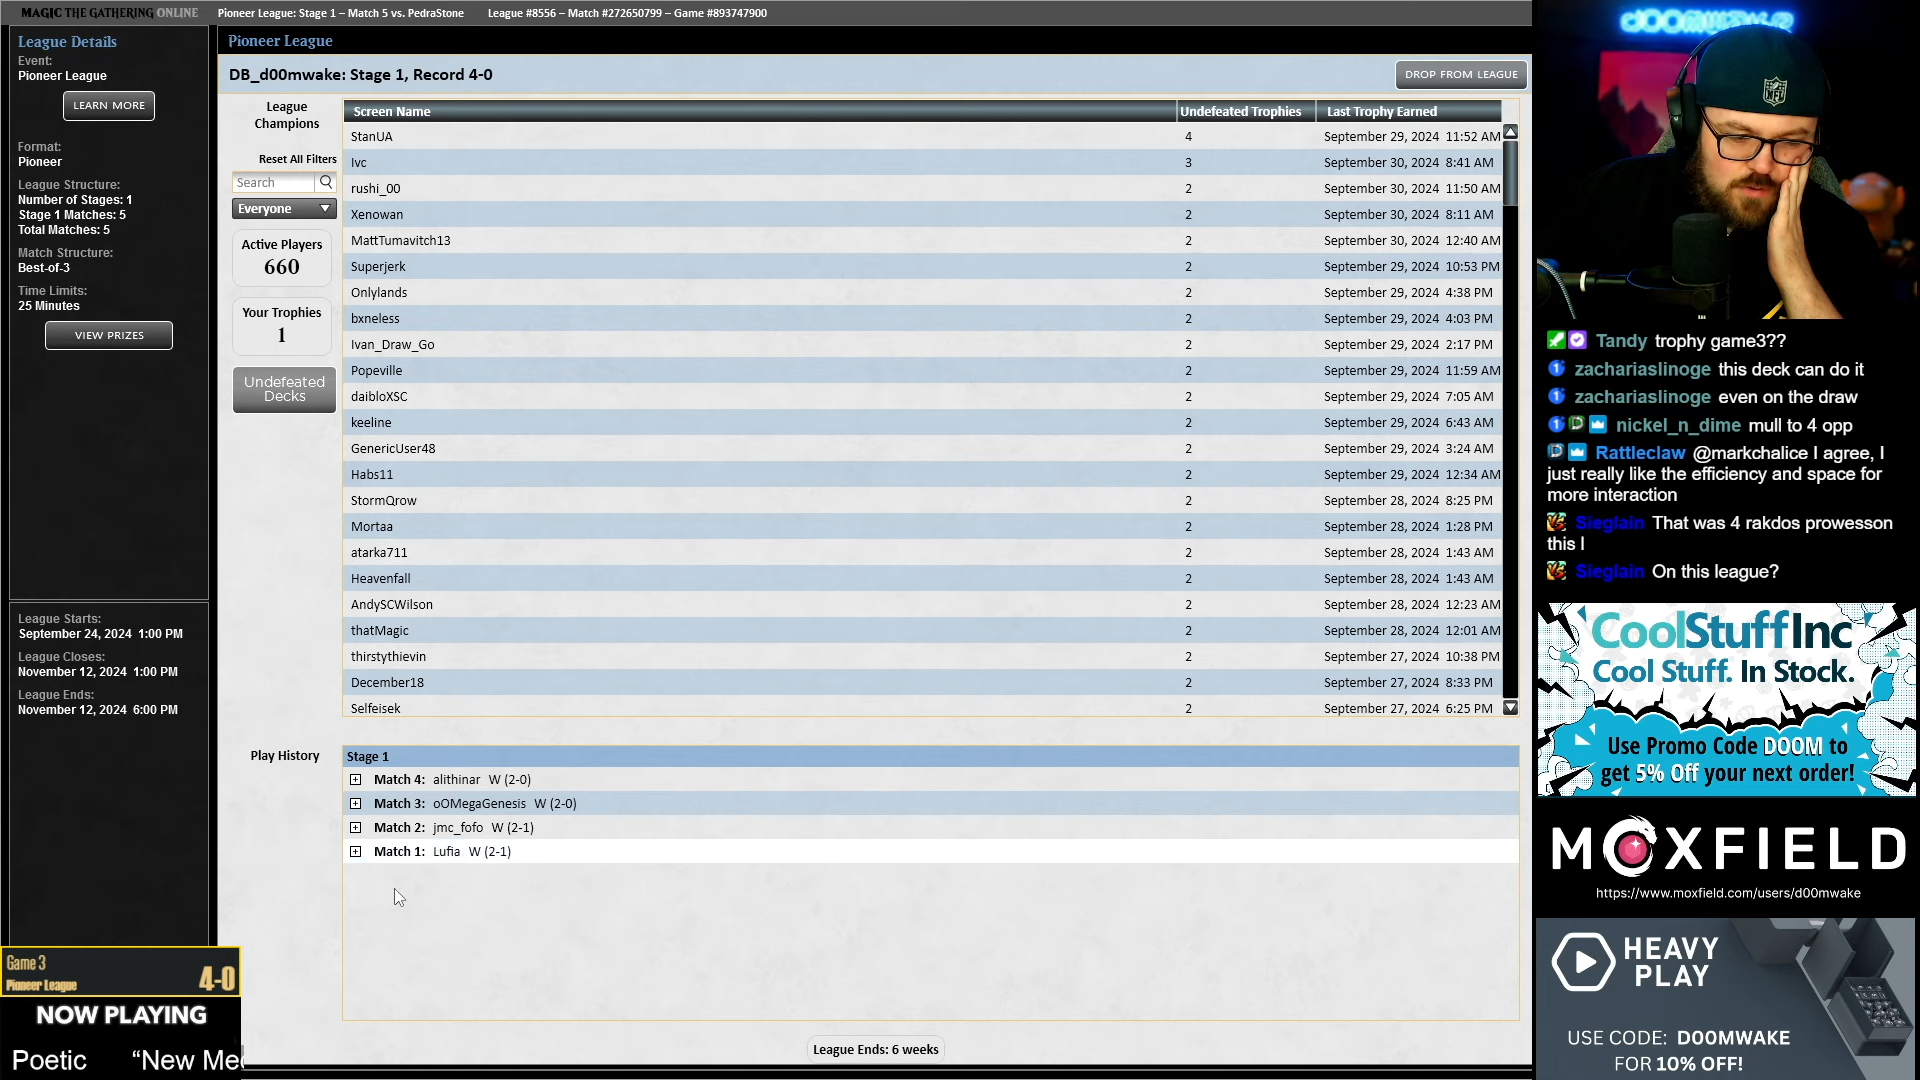 MAGIC THE GATHERING ONLINE
Pioneer League: Stage 1 – Match 5 vs. PedraStone
League #8556 – Match #272650799 – Game #893747900
League Details
Event:
Pioneer League
LEARN MORE
Format:
Pioneer
League Structure:
Number of Stages: 1
Stage 1 Matches: 5
Total Matches: 5
Match Structure:
Best-of-3
Time Limits:
25 Minutes
VIEW PRIZES
League Starts:
September 24, 2024 1:00 PM
League Closes:
November 12, 2024 1:00 PM
League Ends:
November 12, 2024 6:00 PM
Game 3
Pioneer League
4-0
NOW PLAYING
Poetic “New Me
Pioneer League
DB_d00mwake: Stage 1, Record 4-0
DROP FROM LEAGUE
League
Champions
Reset All Filters
Search
Everyone
Active Players
660
Your Trophies
1
Undefeated
Decks
Screen Name Undefeated Trophies Last Trophy Earned
StanUA 4 September 29, 2024 11:52 AM
lvc 3 September 30, 2024 8:41 AM
rushi_00 2 September 30, 2024 11:50 AM
Xenowan 2 September 30, 2024 8:11 AM
MattTumavitch13 2 September 30, 2024 12:40 AM
Superjerk 2 September 29, 2024 10:53 PM
Onlylands 2 September 29, 2024 4:38 PM
bxneless 2 September 29, 2024 4:03 PM
Ivan_Draw_Go 2 September 29, 2024 2:17 PM
Popeville 2 September 29, 2024 11:59 AM
daibloXSC 2 September 29, 2024 7:05 AM
keeline 2 September 29, 2024 6:43 AM
GenericUser48 2 September 29, 2024 3:24 AM
Habs11 2 September 29, 2024 12:34 AM
StormQrow 2 September 28, 2024 8:25 PM
Mortaa 2 September 28, 2024 1:28 PM
atarka711 2 September 28, 2024 1:43 AM
Heavenfall 2 September 28, 2024 1:43 AM
AndySCWilson 2 September 28, 2024 12:23 AM
thatMagic 2 September 28, 2024 12:01 AM
thirstythievin 2 September 27, 2024 10:38 PM
December18 2 September 27, 2024 8:33 PM
Selfeisek 2 September 27, 2024 6:25 PM
Play History
Stage 1
Match 4: alithinar W (2-0)
Match 3: oOMegaGenesis W (2-0)
Match 2: jmc_fofo W (2-1)
Match 1: Lufia W (2-1)
League Ends: 6 weeks
d00mwake
NFL
Tandy trophy game3??
zachariaslinoge this deck can do it
zachariaslinoge even on the draw
nickel_n_dime mull to 4 opp
Rattleclaw @markchalice I agree, I
just really like the efficiency and space for
more interaction
Sieglain That was 4 rakdos prowesson
this l
Sieglain On this league?
CoolStuffInc
Cool Stuff. In Stock.
Use Promo Code DOOM to
get 5% Off your next order!
MOXFIELD
https://www.moxfield.com/users/d00mwake
HEAVY
PLAY
USE CODE: D00MWAKE
FOR 10% OFF!